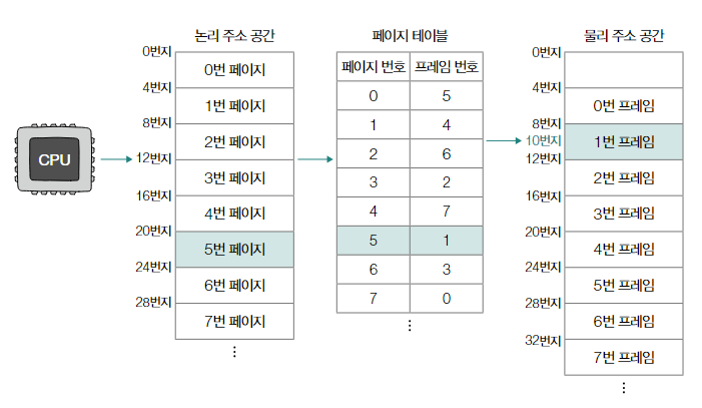 논리 주소 공간
페이지 테이블
물리 주소 공간
CPU
0번지
0번 페이지
4번지
1번 페이지
8번지
2번 페이지
12번지
3번 페이지
16번지
4번 페이지
20번지
5번 페이지
24번지
6번 페이지
28번지
7번 페이지
⋮
페이지 번호 프레임 번호
0 5
1 4
2 6
3 2
4 7
5 1
6 3
7 0
⋮
0번지
4번지
0번 프레임
8번지
10번지
1번 프레임
12번지
2번 프레임
16번지
3번 프레임
20번지
4번 프레임
24번지
5번 프레임
28번지
6번 프레임
32번지
7번 프레임
⋮